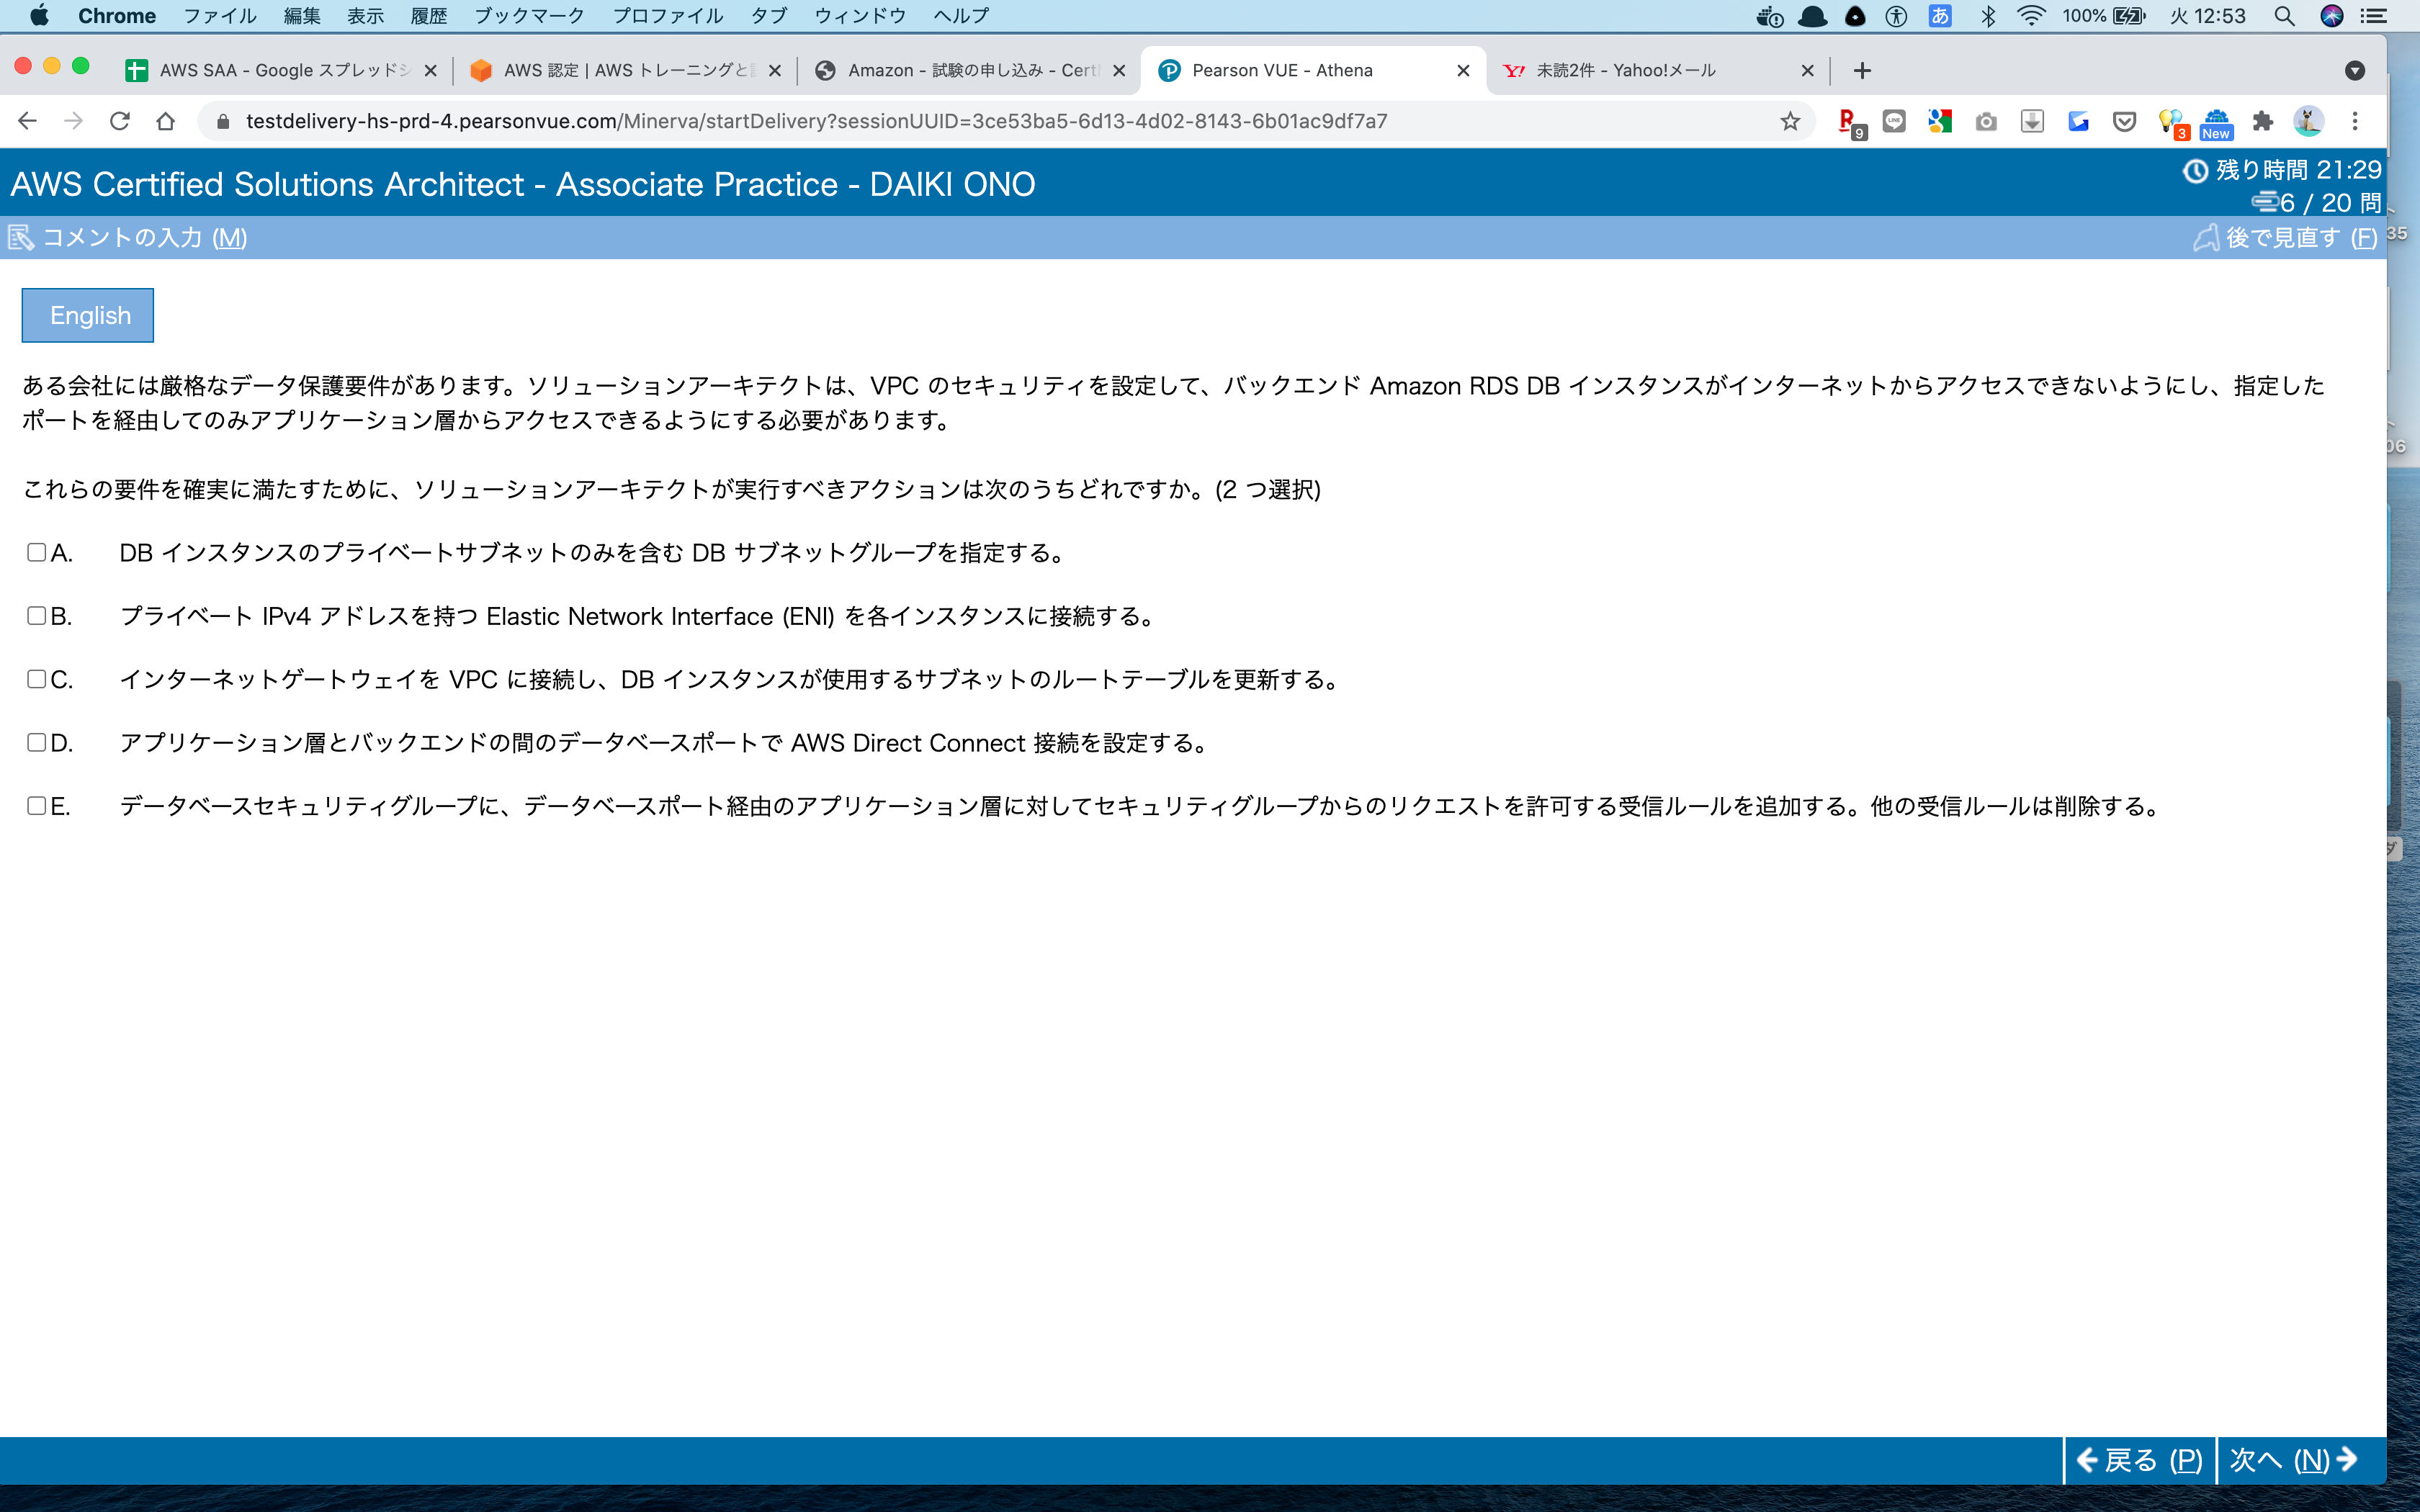 Chrome ファイル 編集 表示 履歴 ブックマーク プロファイル タブ ウィンドウ ヘルプ あ 100% 火 12:53
AWS SAA - Google スプレッドシ AWS 認定 | AWS トレーニングと Amazon - 試験の申し込み - Cert Pearson VUE - Athena Y! 未読2件 - Yahoo!メール
testdelivery-hs-prd-4.pearsonvue.com/Minerva/startDelivery?sessionUUID=3ce53ba5-6d13-4d02-8143-6b01ac9df7a7 R 9 LINE 3 New
AWS Certified Solutions Architect - Associate Practice - DAIKI ONO
残り時間 21:29
6 / 20 問
コメントの入力 (M) 後で見直す (F)
35
English
ある会社には厳格なデータ保護要件があります。ソリューションアーキテクトは、VPC のセキュリティを設定して、バックエンド Amazon RDS DB インスタンスがインターネットからアクセスできないようにし、指定した
ポートを経由してのみアプリケーション層からアクセスできるようにする必要があります。
06
これらの要件を確実に満たすために、ソリューションアーキテクトが実行すべきアクションは次のうちどれですか。(2 つ選択)
A. DB インスタンスのプライベートサブネットのみを含む DB サブネットグループを指定する。
B. プライベート IPv4 アドレスを持つ Elastic Network Interface (ENI) を各インスタンスに接続する。
C. インターネットゲートウェイを VPC に接続し、DB インスタンスが使用するサブネットのルートテーブルを更新する。
D. アプリケーション層とバックエンドの間のデータベースポートで AWS Direct Connect 接続を設定する。
E. データベースセキュリティグループに、データベースポート経由のアプリケーション層に対してセキュリティグループからのリクエストを許可する受信ルールを追加する。他の受信ルールは削除する。
ダ
戻る (P) 次へ (N)